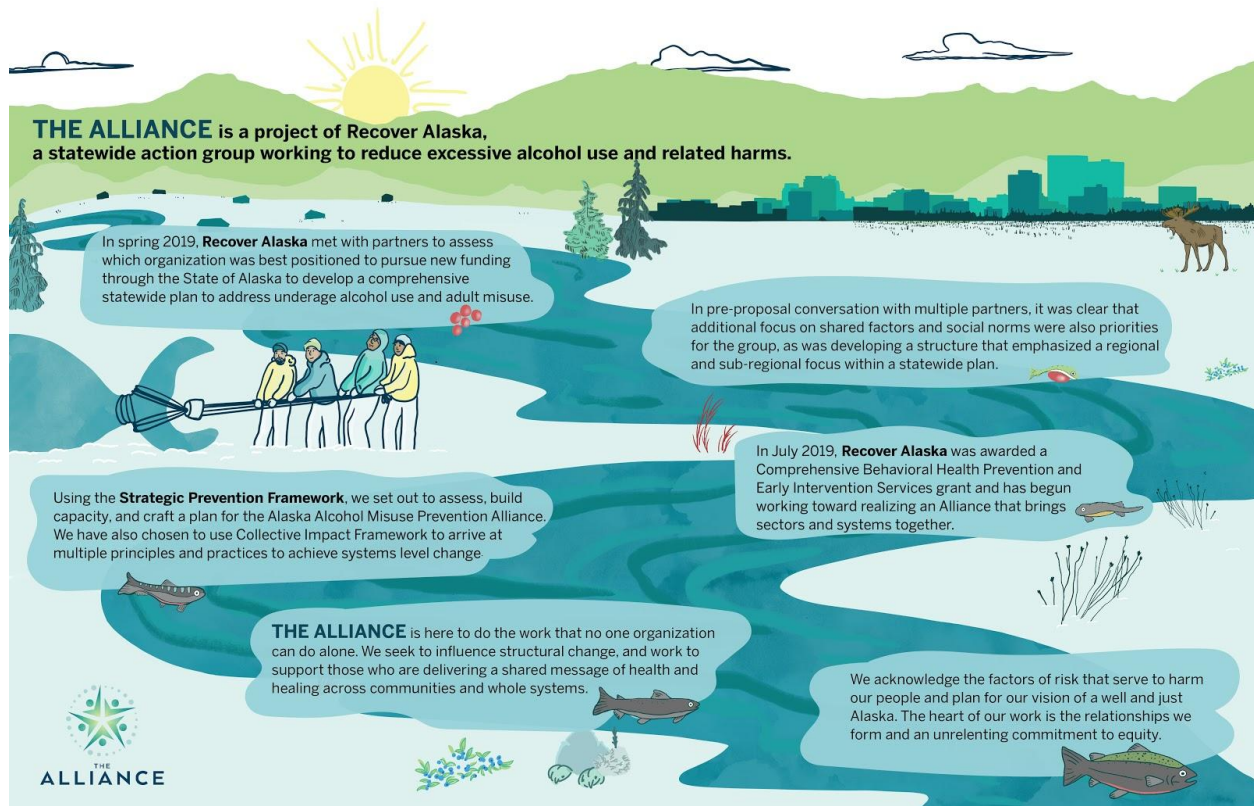 THE ALLIANCE is a project of Recover Alaska,
a statewide action group working to reduce excessive alcohol use and related harms.
In spring 2019, Recover Alaska met with partners to assess
which organization was best positioned to pursue new funding
through the State of Alaska to develop a comprehensive
statewide plan to address underage alcohol use and adult misuse.
In pre-proposal conversation with multiple partners, it was clear that
additional focus on shared factors and social norms were also priorities
for the group, as was developing a structure that emphasized a regional
and sub-regional focus within a statewide plan.
In July 2019, Recover Alaska was awarded a
Comprehensive Behavioral Health Prevention and
Early Intervention Services grant and has begun
working toward realizing an Alliance that brings
sectors and systems together.
Using the Strategic Prevention Framework, we set out to assess, build
capacity, and craft a plan for the Alaska Alcohol Misuse Prevention Alliance.
We have also chosen to use Collective Impact Framework to arrive at
multiple principles and practices to achieve systems level change.
THE ALLIANCE is here to do the work that no one organization
can do alone. We seek to influence structural change, and work to
support those who are delivering a shared message of health and
healing across communities and whole systems.
We acknowledge the factors of risk that serve to harm
our people and plan for our vision of a well and just
Alaska. The heart of our work is the relationships we
form and an unrelenting commitment to equity.
THE
ALLIANCE